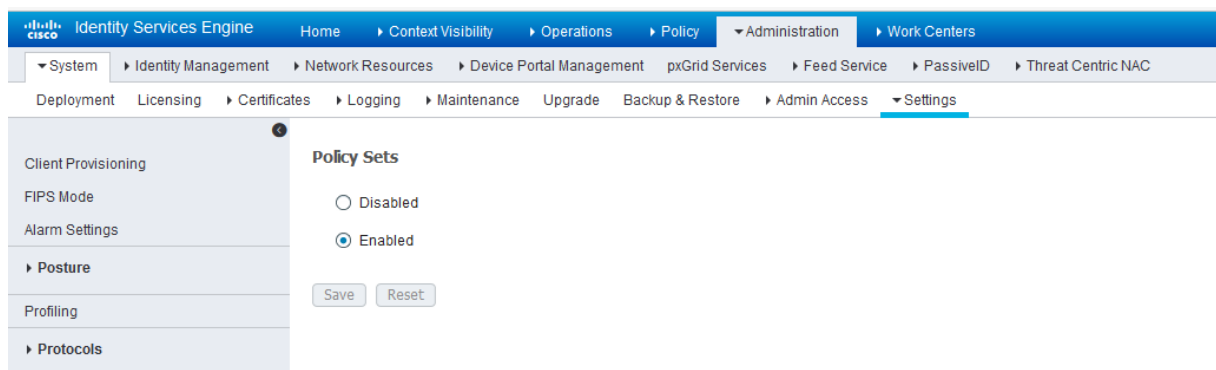 cisco Identity Services Engine Home Context Visibility Operations Policy Administration Work Centers
System Identity Management Network Resources Device Portal Management pxGrid Services Feed Service PassiveID Threat Centric NAC
Deployment Licensing Certificates Logging Maintenance Upgrade Backup & Restore Admin Access Settings
Client Provisioning
FIPS Mode
Alarm Settings
Posture
Profiling
Protocols
Policy Sets
Disabled
Enabled
Save Reset